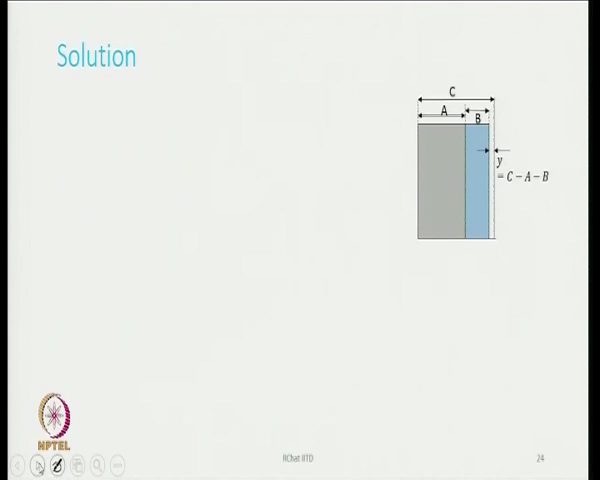 Solution
C
A
B
y
= C − A − B
NPTEL
RChat IITD
24